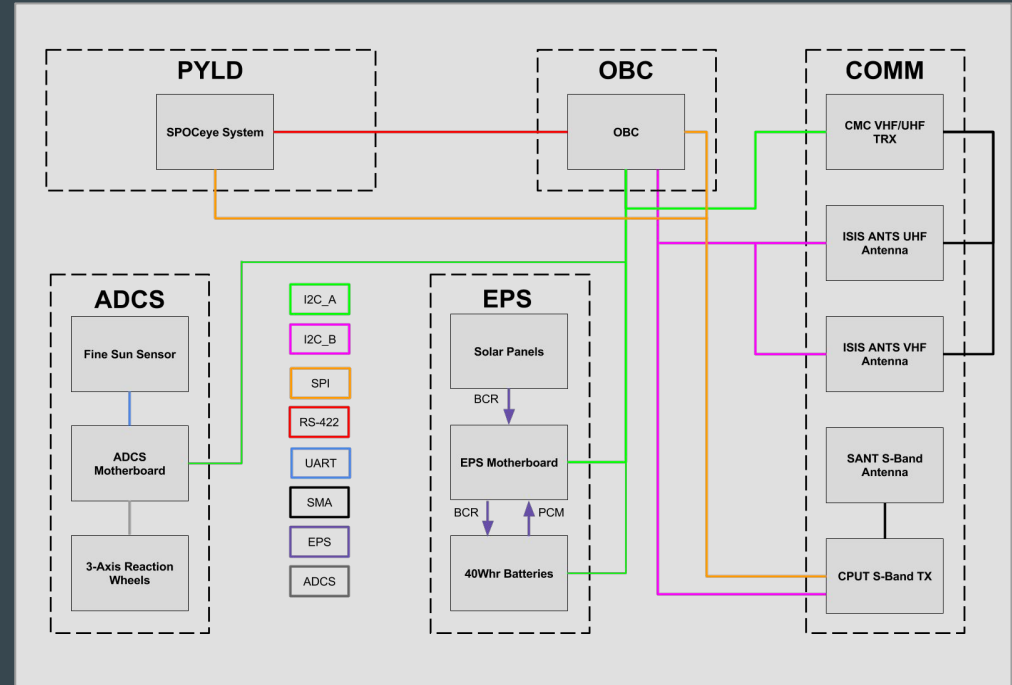 PYLD
OBC
COMM
SPOCeye System
OBC
CMC VHF/UHF
TRX
ISIS ANTS UHF
Antenna
ISIS ANTS VHF
Antenna
SANT S-Band
Antenna
CPUT S-Band TX
ADCS
Fine Sun Sensor
ADCS
Motherboard
3-Axis Reaction
Wheels
I2C_A
I2C_B
SPI
RS-422
UART
SMA
EPS
ADCS
EPS
Solar Panels
BCR
EPS Motherboard
BCR
PCM
40Whr Batteries